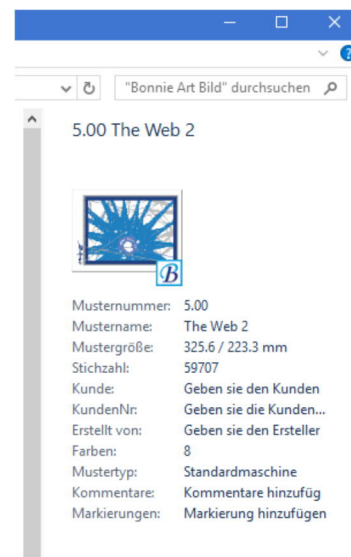 "Bonnie Art Bild" durchsuchen
5.00 The Web 2
B
Musternummer: 5.00
Mustername: The Web 2
Mustergröße: 325.6 / 223.3 mm
Stichzahl: 59707
Kunde: Geben sie den Kunden
KundenNr: Geben sie die Kunden...
Erstellt von: Geben sie den Ersteller
Farben: 8
Mustertyp: Standardmaschine
Kommentare: Kommentare hinzufüg
Markierungen: Markierung hinzufügen